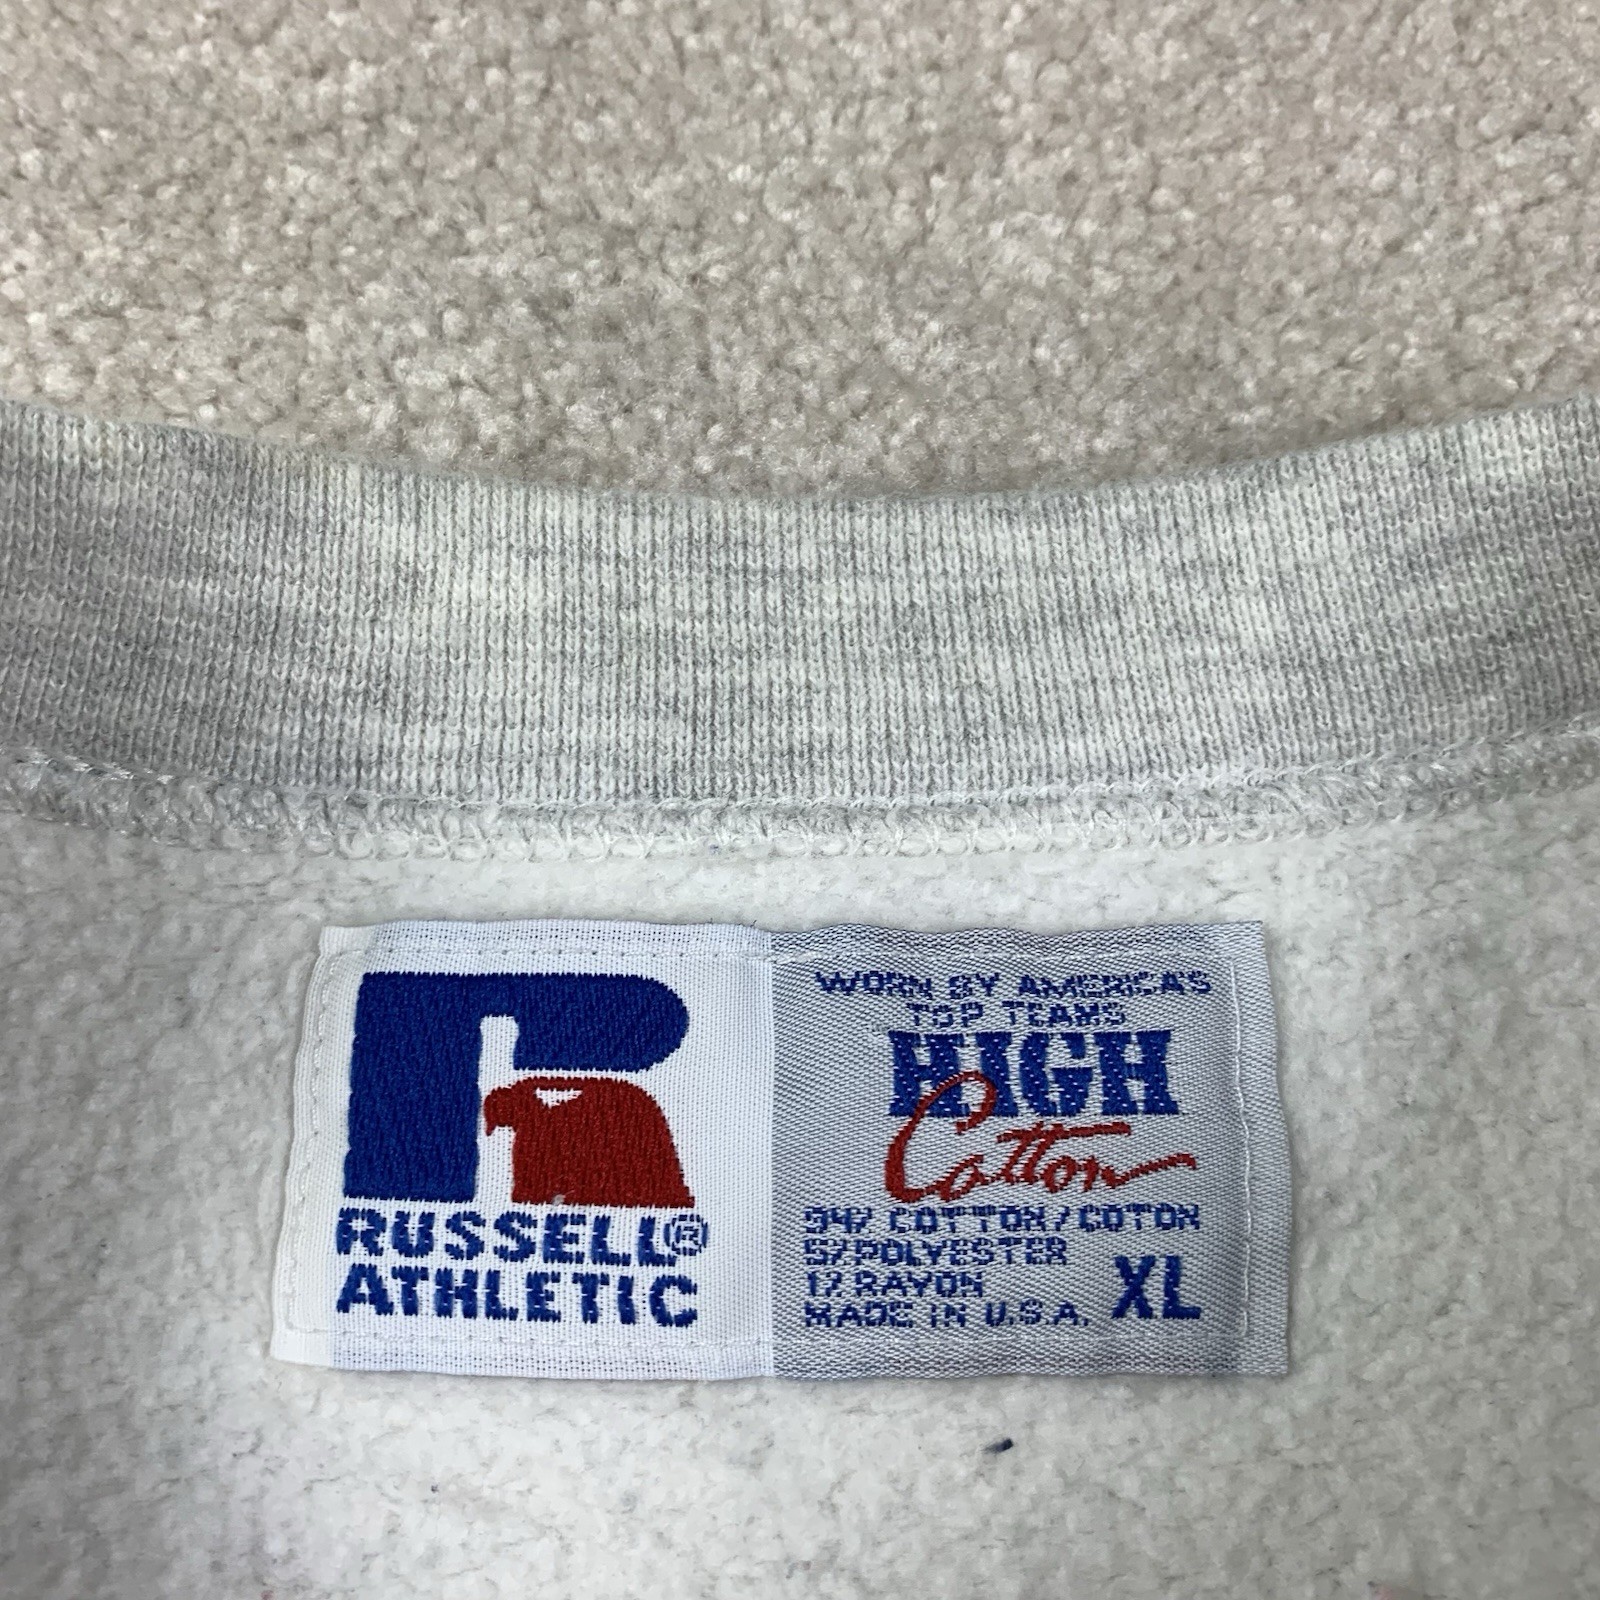 RUSSELL®
ATHLETIC
WORN BY AMERICA'S
TOP TEAMS
HIGH
Cotton
94% COTTON/COTON
5% POLYESTER
1% RAYON
MADE IN U.S.A.
XL